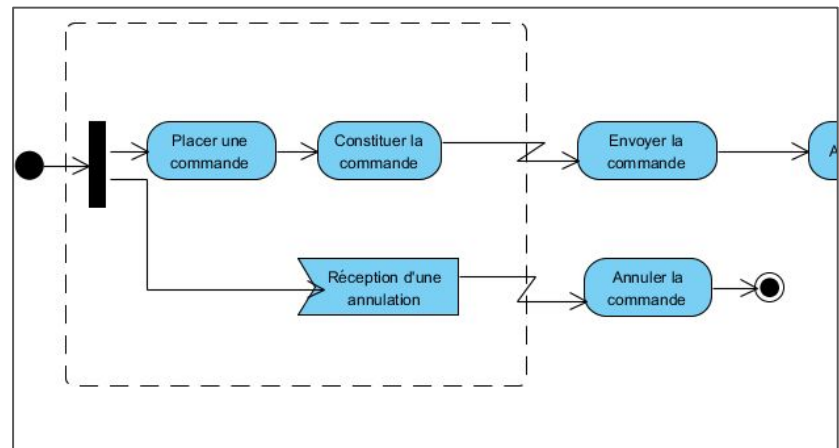 Placer une
commande
Constituer la
commande
Envoyer la
commande
A
Réception d'une
annulation
Annuler la
commande